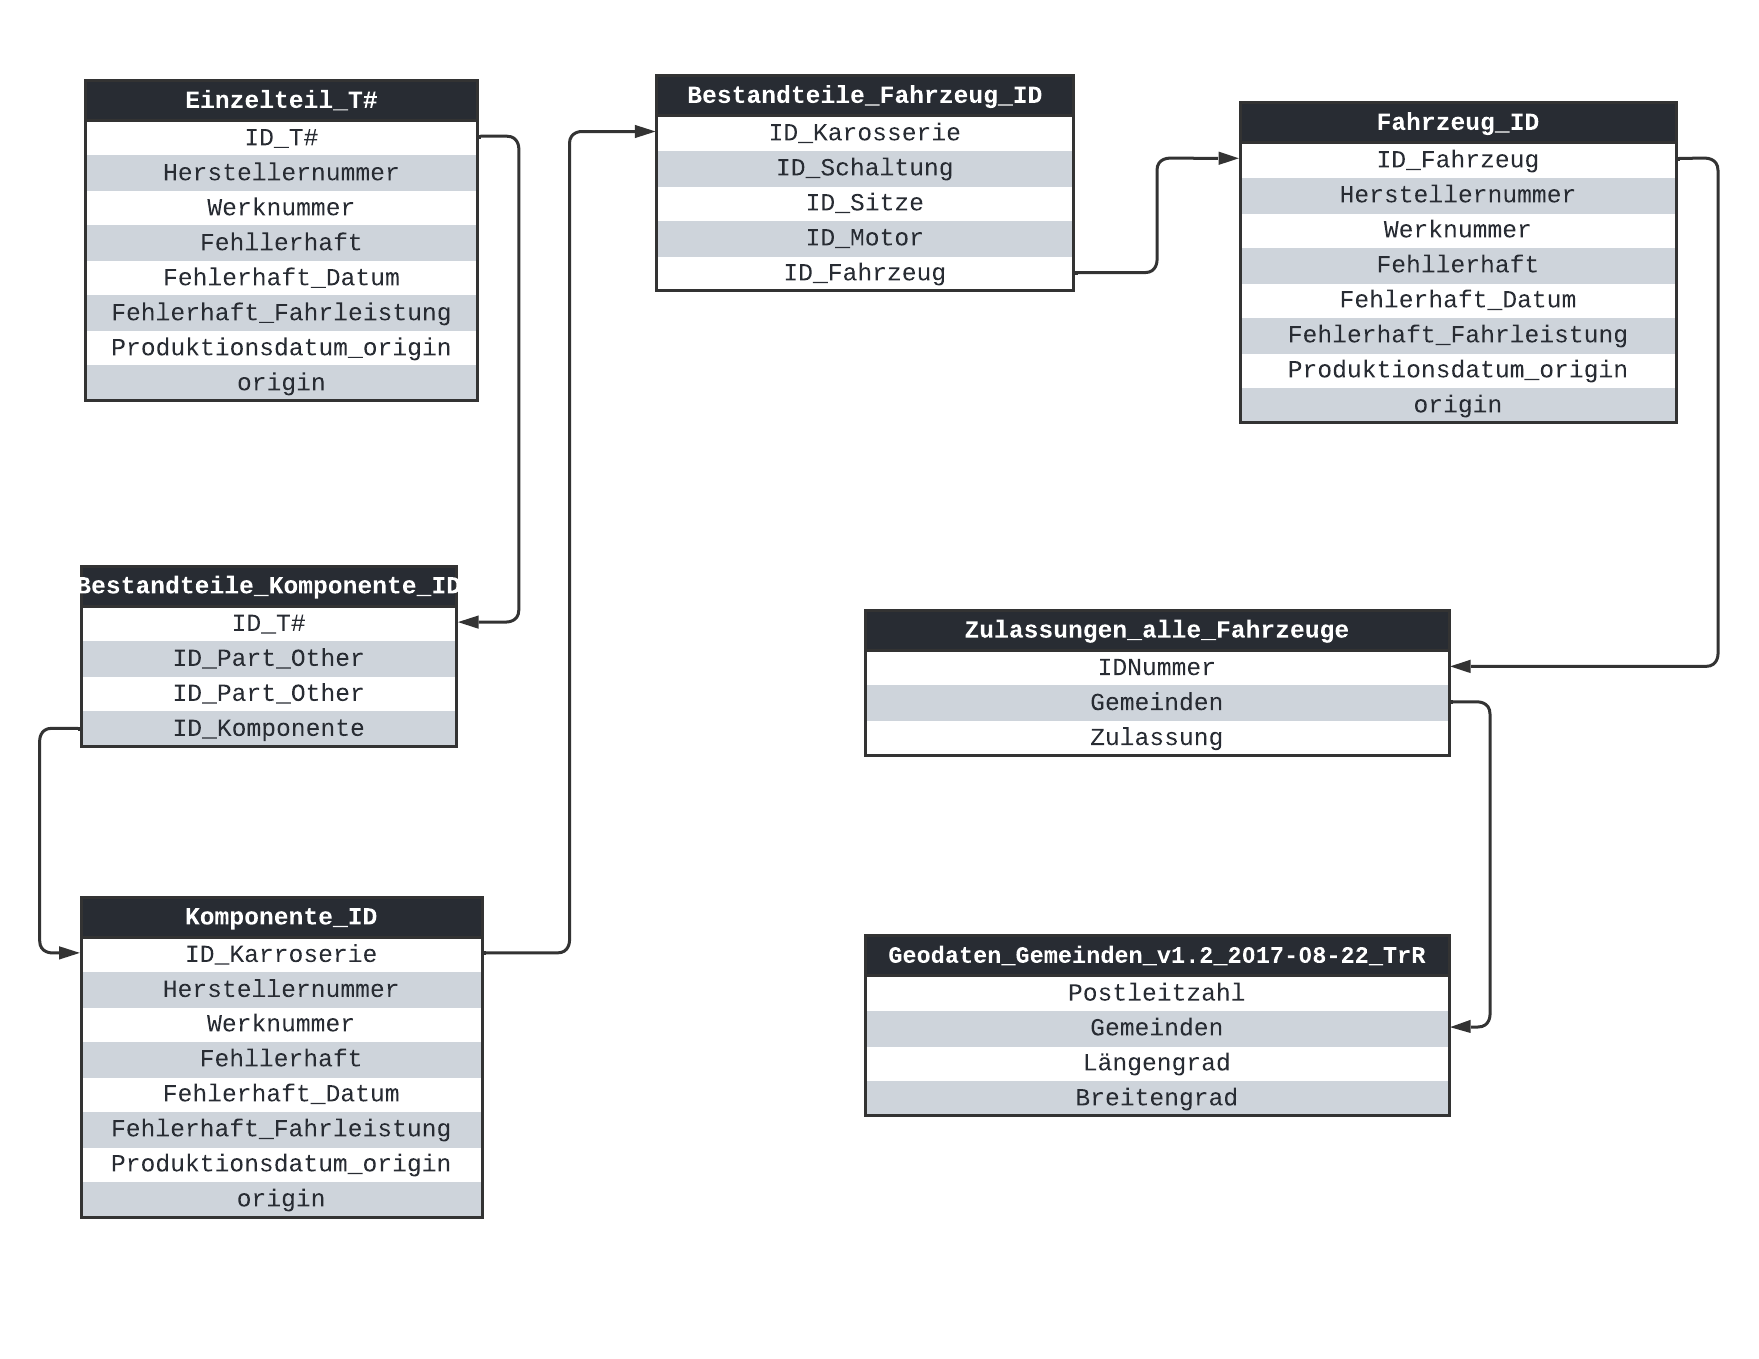 Einzelteil_T#
ID_T#
Herstellernummer
Werknummer
Fehllerhaft
Fehlerhaft_Datum
Fehlerhaft_Fahrleistung
Produktionsdatum_origin
origin
Bestandteile_Fahrzeug_ID
ID_Karosserie
ID_Schaltung
ID_Sitze
ID_Motor
ID_Fahrzeug
Fahrzeug_ID
ID_Fahrzeug
Herstellernummer
Werknummer
Fehllerhaft
Fehlerhaft_Datum
Fehlerhaft_Fahrleistung
Produktionsdatum_origin
origin
Bestandteile_Komponente_ID
ID_T#
ID_Part_Other
ID_Part_Other
ID_Komponente
Zulassungen_alle_Fahrzeuge
IDNummer
Gemeinden
Zulassung
Komponente_ID
ID_Karroserie
Herstellernummer
Werknummer
Fehllerhaft
Fehlerhaft_Datum
Fehlerhaft_Fahrleistung
Produktionsdatum_origin
origin
Geodaten_Gemeinden_v1.2_2017-08-22_TrR
Postleitzahl
Gemeinden
Längengrad
Breitengrad